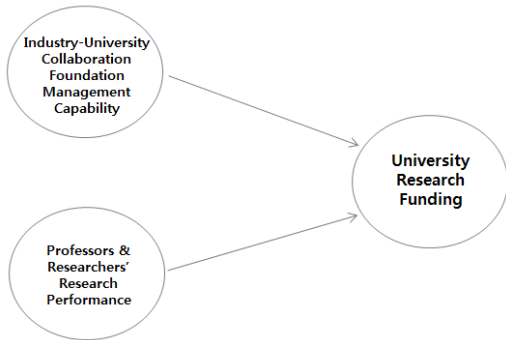 Industry-University
Collaboration
Foundation
Management
Capability
University
Research
Funding
Professors &
Researchers'
Research
Performance